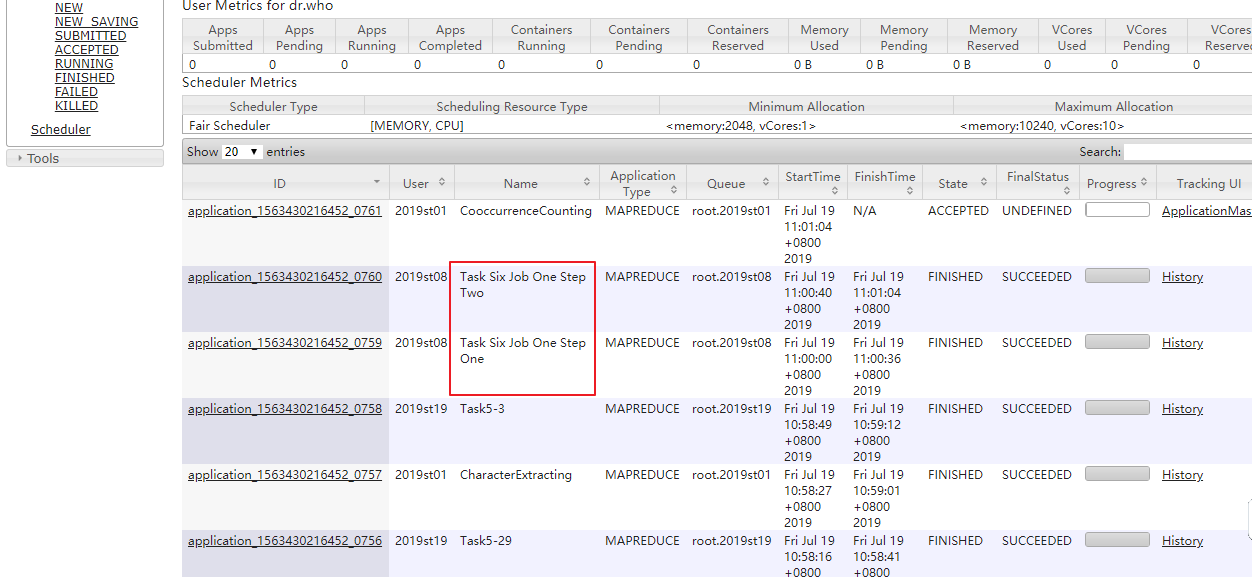 User Metrics for dr.who
NEW
NEW_SAVING
SUBMITTED
ACCEPTED
RUNNING
FINISHED
FAILED
KILLED
Scheduler
Tools
Apps Submitted Apps Pending Apps Running Apps Completed Containers Running Containers Pending Containers Reserved Memory Used Memory Pending Memory Reserved VCores Used VCores Pending VCores
0 0 0 0 0 0 0 0 B 0 B 0 B 0 0 0
Scheduler Metrics
Scheduler Type Scheduling Resource Type Minimum Allocation Maximum Allocation
Fair Scheduler [MEMORY, CPU] <memory:2048, vCores:1> <memory:10240, vCores:10>
Show 20 entries Search:
ID User Name Application Type Queue StartTime FinishTime State FinalStatus Progress Tracking UI
application_1563430216452_0761 2019st01 CooccurrenceCounting MAPREDUCE root.2019st01 Fri Jul 19 N/A ACCEPTED UNDEFINED ApplicationMas
11:01:04
+0800
2019
application_1563430216452_0760 2019st08 Task Six Job One Step MAPREDUCE root.2019st08 Fri Jul 19 Fri Jul 19 FINISHED SUCCEEDED History
Two 11:00:40 11:01:04
+0800 +0800
2019 2019
application_1563430216452_0759 2019st08 Task Six Job One Step MAPREDUCE root.2019st08 Fri Jul 19 Fri Jul 19 FINISHED SUCCEEDED History
One 11:00:00 11:00:36
+0800 +0800
2019 2019
application_1563430216452_0758 2019st19 Task5-3 MAPREDUCE root.2019st19 Fri Jul 19 Fri Jul 19 FINISHED SUCCEEDED History
10:58:49 10:59:12
+0800 +0800
2019 2019
application_1563430216452_0757 2019st01 CharacterExtracting MAPREDUCE root.2019st01 Fri Jul 19 Fri Jul 19 FINISHED SUCCEEDED History
10:58:27 10:59:01
+0800 +0800
2019 2019
application_1563430216452_0756 2019st19 Task5-29 MAPREDUCE root.2019st19 Fri Jul 19 Fri Jul 19 FINISHED SUCCEEDED History
10:58:16 10:58:41
+0800 +0800